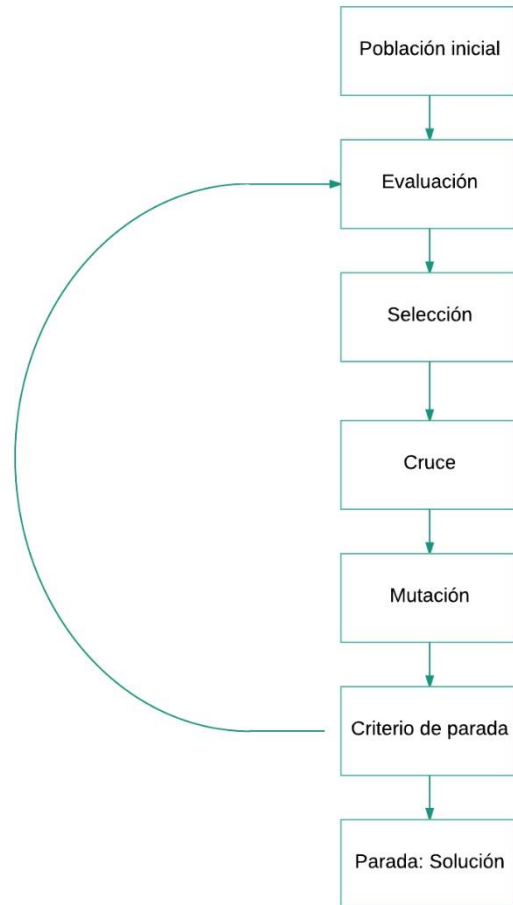 Población inicial
Evaluación
Selección
Cruce
Mutación
Criterio de parada
Parada: Solución